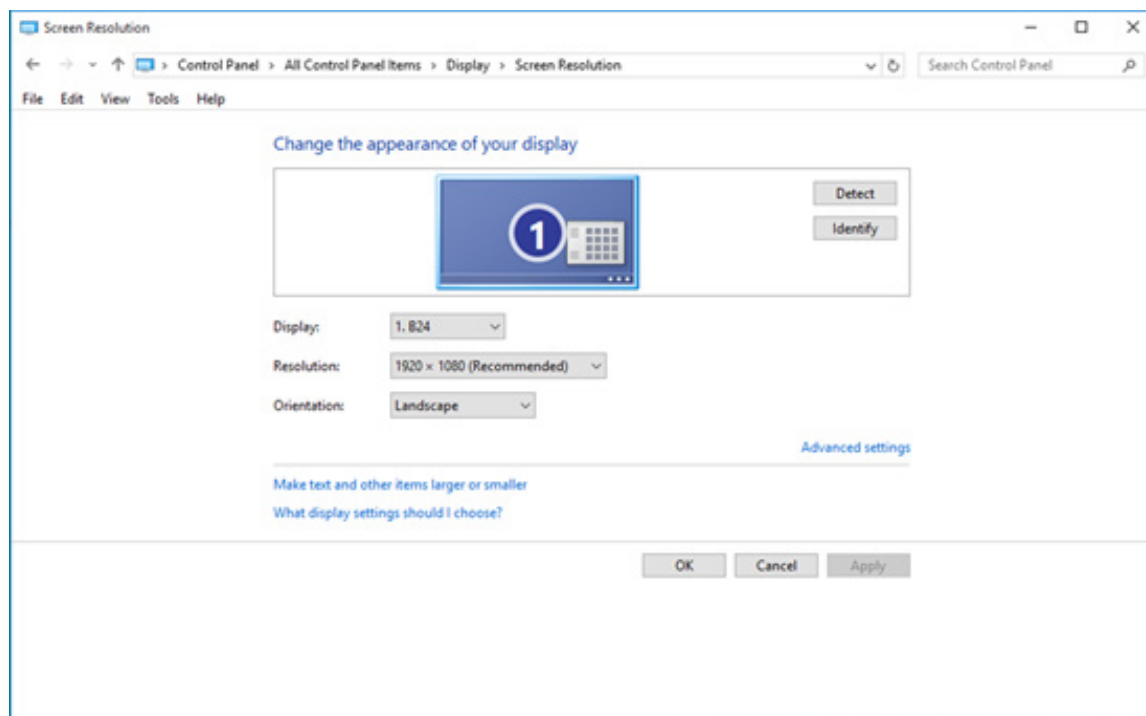 Screen Resolution
Control Panel > All Control Panel Items > Display > Screen Resolution
Search Control Panel
File Edit View Tools Help
Change the appearance of your display
1
Detect
Identify
Display: 1. B24
Resolution: 1920 × 1080 (Recommended)
Orientation: Landscape
Advanced settings
Make text and other items larger or smaller
What display settings should I choose?
OK Cancel Apply